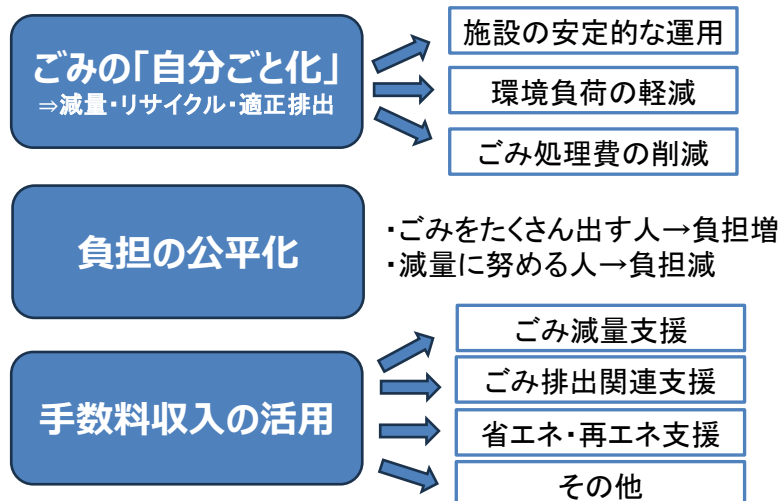 ごみの「自分ごと化」
⇒減量・リサイクル・適正排出
施設の安定的な運用
環境負荷の軽減
ごみ処理費の削減
負担の公平化
・ごみをたくさん出す人→負担増
・減量に努める人→負担減
手数料収入の活用
ごみ減量支援
ごみ排出関連支援
省エネ・再エネ支援
その他